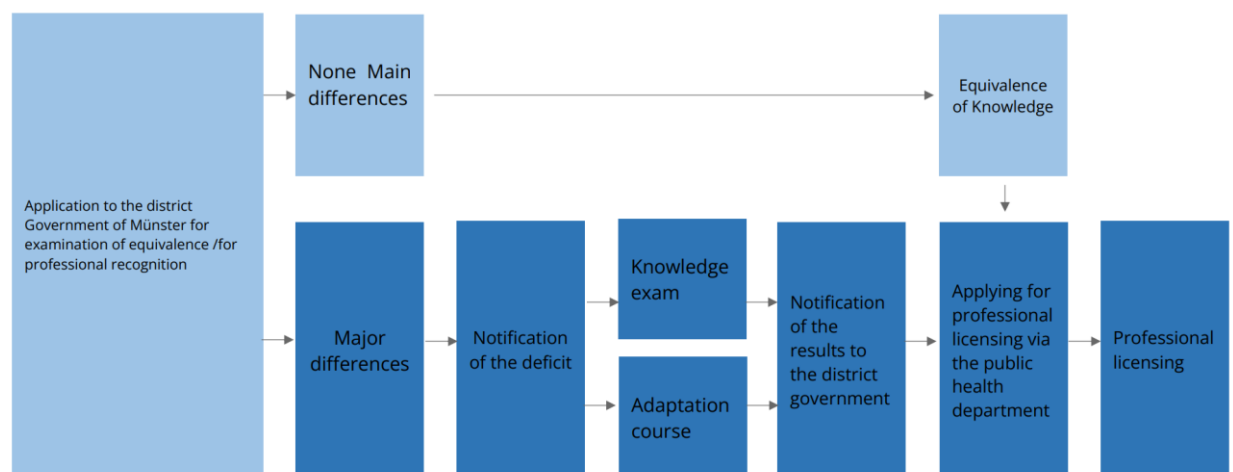 Application to the district
Government of Münster for
examination of equivalence /for
professional recognition
None Main
differences
Equivalence
of Knowledge
Major
differences
Notification
of the deficit
Knowledge
exam
Adaptation
course
Notification
of the
results to
the district
government
Applying for
professional
licensing via
the public
health
department
Professional
licensing